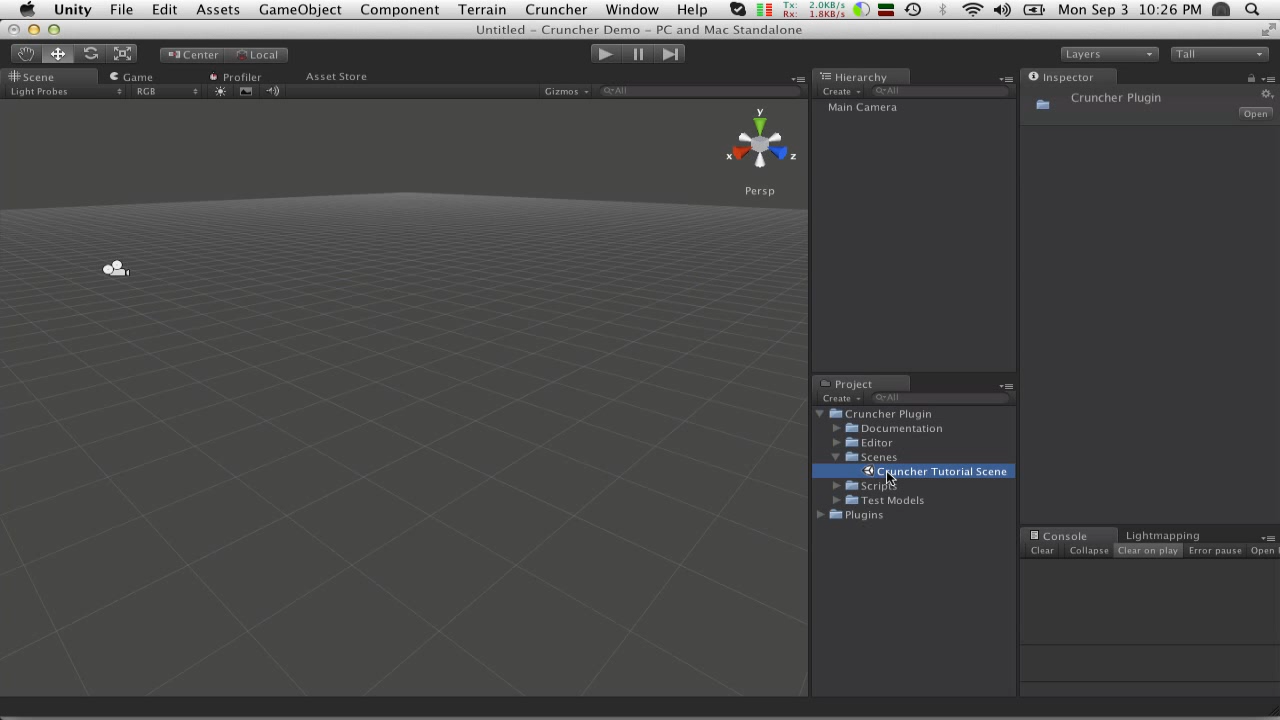 Unity File Edit Assets GameObject Component Terrain Cruncher Window Help Tx: 2.0KB/s Rx: 1.8KB/s Mon Sep 3 10:26 PM
Untitled - Cruncher Demo - PC and Mac Standalone
Center Local Layers Tall
Scene Game Profiler Asset Store
Light Probes RGB Gizmos All
y
x z
Persp
Hierarchy
Create All
Main Camera
Project
Create All
Cruncher Plugin
Documentation
Editor
Scenes
Cruncher Tutorial Scene
Scripts
Test Models
Plugins
Inspector
Cruncher Plugin
Open
Console Lightmapping
Clear Collapse Clear on play Error pause Open